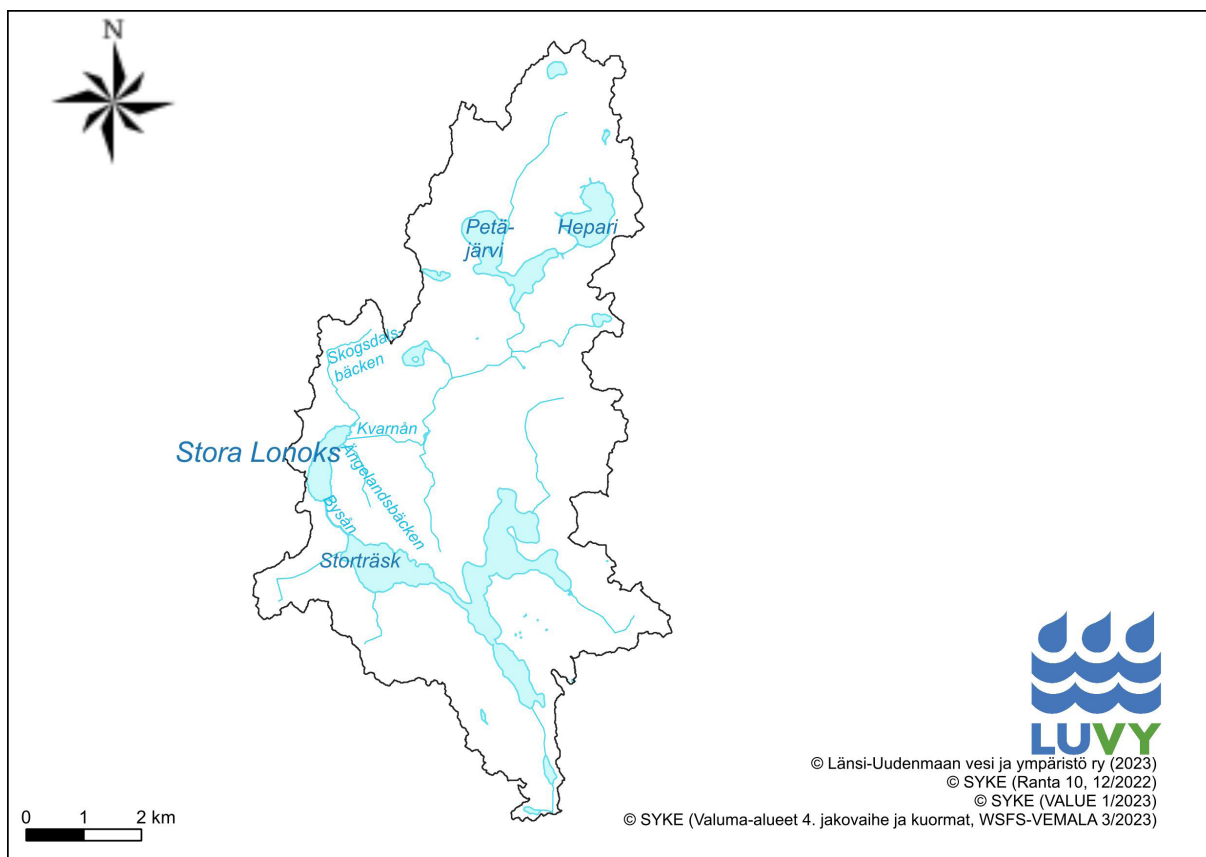 N
Petä-
järvi
Hepari
Skogsdals-
bäcken
Kvarnån
Stora Lonoks
Ängelandsbäcken
Bysån
Storträsk
LUVY
© Länsi-Uudenmaan vesi ja ympäristö ry (2023)
© SYKE (Ranta 10, 12/2022)
© SYKE (VALUE 1/2023)
© SYKE (Valuma-alueet 4. jakovaihe ja kuormat, WSFS-VEMALA 3/2023)
0 1 2 km